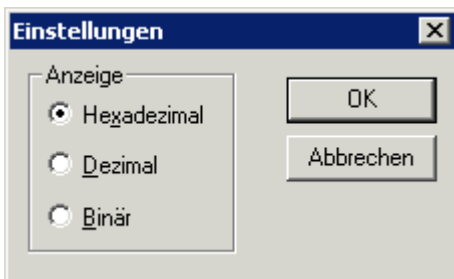 Einstellungen
Anzeige
Hexadezimal
Dezimal
Binär
OK
Abbrechen